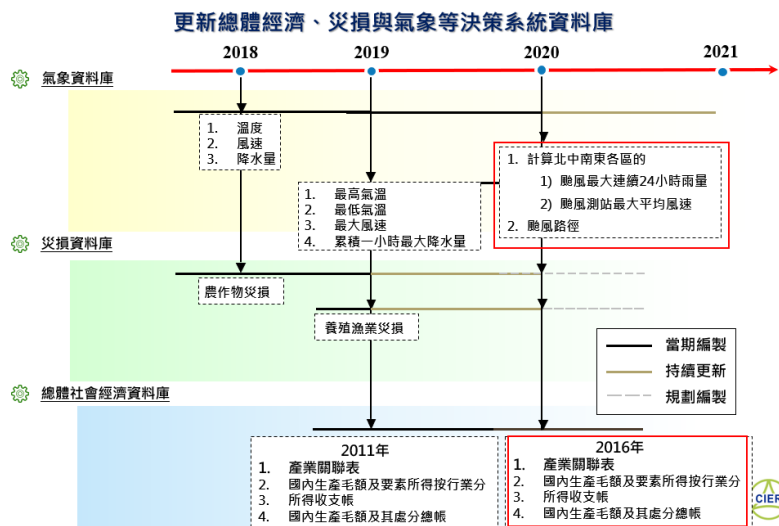 更新總體經濟、災損與氣象等決策系統資料庫
2018
2019
2020
2021
氣象資料庫
1. 溫度
2. 風速
3. 降水量
1. 最高氣溫
2. 最低氣溫
3. 最大風速
4. 累積一小時最大降水量
1. 計算北中南東各區的
1) 颱風最大連續24小時雨量
2) 颱風測站最大平均風速
2. 颱風路徑
災損資料庫
農作物災損
養殖漁業災損
當期編製
持續更新
規劃編製
總體社會經濟資料庫
2011年
1. 產業關聯表
2. 國內生產毛額及要素所得按行業分
3. 所得收支帳
4. 國內生產毛額及其處分總帳
2016年
1. 產業關聯表
2. 國內生產毛額及要素所得按行業分
3. 所得收支帳
4. 國內生產毛額及其處分總帳
CIER